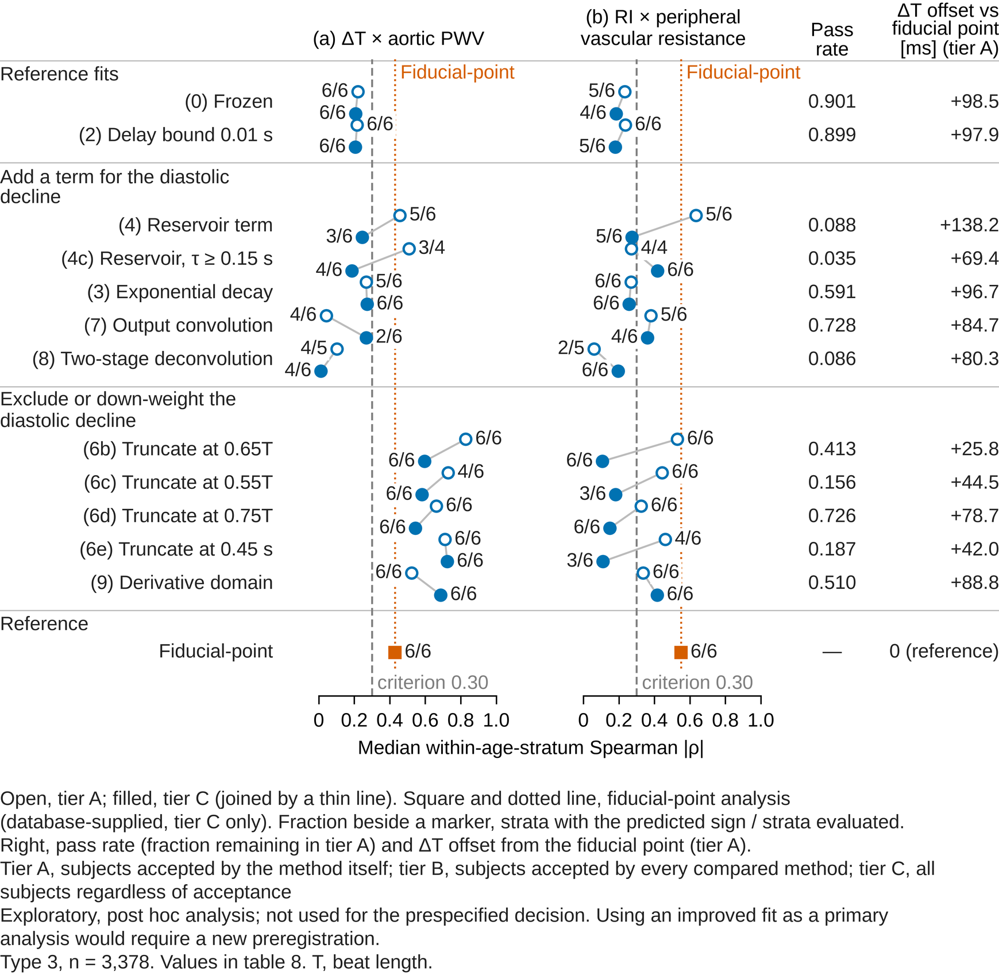 (a) ΔT × aortic PWV
(b) RI × peripheral
vascular resistance
Pass
rate
ΔT offset vs
fiducial point
[ms] (tier A)
Reference fits
Fiducial-point
Fiducial-point
(0) Frozen
6/6
6/6
5/6
4/6
0.901
+98.5
(2) Delay bound 0.01 s
6/6
6/6
6/6
5/6
0.899
+97.9
Add a term for the diastolic
decline
(4) Reservoir term
5/6
3/6
5/6
5/6
0.088
+138.2
(4c) Reservoir, τ ≥ 0.15 s
3/4
4/6
4/4
6/6
0.035
+69.4
(3) Exponential decay
5/6
6/6
6/6
6/6
0.591
+96.7
(7) Output convolution
4/6
2/6
5/6
4/6
0.728
+84.7
(8) Two-stage deconvolution
4/5
4/6
2/5
6/6
0.086
+80.3
Exclude or down-weight the
diastolic decline
(6b) Truncate at 0.65T
6/6
6/6
6/6
6/6
0.413
+25.8
(6c) Truncate at 0.55T
4/6
6/6
6/6
3/6
0.156
+44.5
(6d) Truncate at 0.75T
6/6
6/6
6/6
6/6
0.726
+78.7
(6e) Truncate at 0.45 s
6/6
6/6
4/6
3/6
0.187
+42.0
(9) Derivative domain
6/6
6/6
6/6
6/6
0.510
+88.8
Reference
Fiducial-point
6/6
6/6
—
0 (reference)
criterion 0.30
criterion 0.30
0 0.2 0.4 0.6 0.8 1.0
0 0.2 0.4 0.6 0.8 1.0
Median within-age-stratum Spearman |ρ|
Open, tier A; filled, tier C (joined by a thin line). Square and dotted line, fiducial-point analysis
(database-supplied, tier C only). Fraction beside a marker, strata with the predicted sign / strata evaluated.
Right, pass rate (fraction remaining in tier A) and ΔT offset from the fiducial point (tier A).
Tier A, subjects accepted by the method itself; tier B, subjects accepted by every compared method; tier C, all
subjects regardless of acceptance
Exploratory, post hoc analysis; not used for the prespecified decision. Using an improved fit as a primary
analysis would require a new preregistration.
Type 3, n = 3,378. Values in table 8. T, beat length.